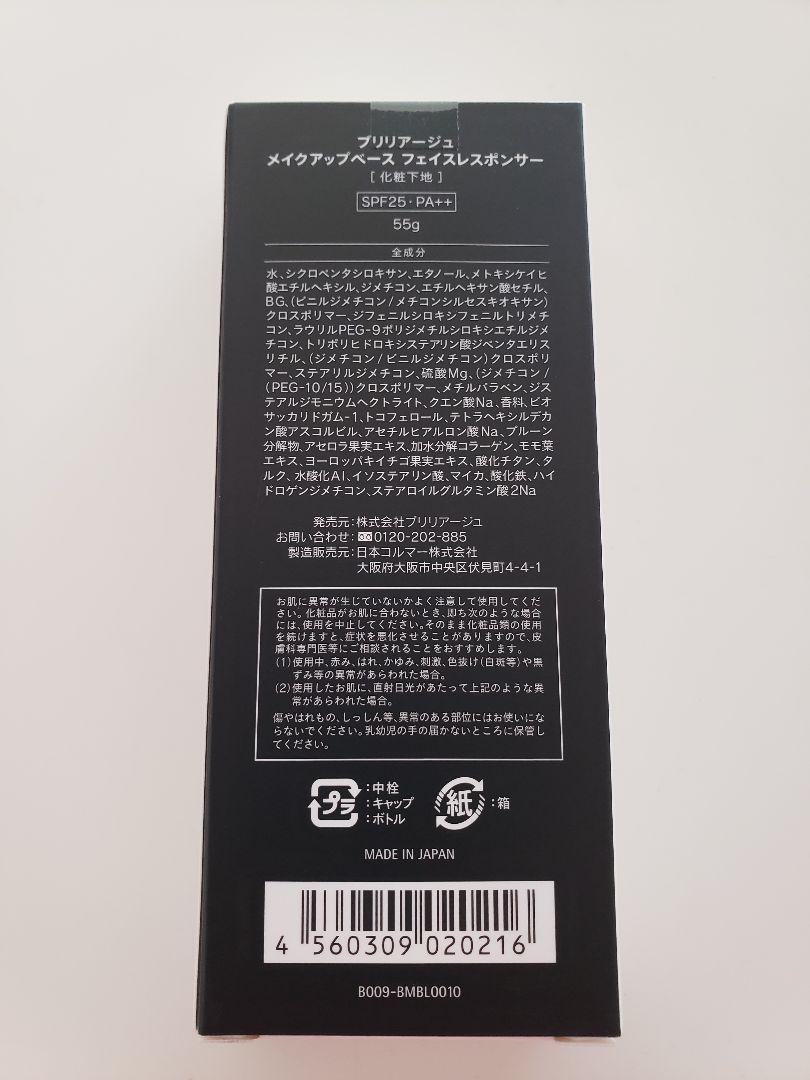 ブリリアージュ
メイクアップベース フェイスレスポンサー
[ 化粧下地 ]
SPF25・PA++
55g
全成分
水、シクロペンタシロキサン、エタノール、メトキシケイヒ
酸エチルヘキシル、ジメチコン、エチルヘキサン酸セチル、
BG、(ビニルジメチコン/メチコンシルセスキオキサン)
クロスポリマー、ジフェニルシロキシフェニルトリメチ
コン、ラウリルPEG-9ポリジメチルシロキシエチルジメ
チコン、トリポリヒドロキシステアリン酸ジペンタエリス
リチル、(ジメチコン/ビニルジメチコン)クロスポリ
マー、ステアリルジメチコン、硫酸Mg、(ジメチコン/
(PEG-10/15))クロスポリマー、メチルパラベン、ジス
テアルジモニウムヘクトライト、クエン酸Na、香料、ビオ
サッカリドガム-1、トコフェロール、テトラヘキシルデカ
ン酸アスコルビル、アセチルヒアルロン酸Na、プルーン
分解物、アセロラ果実エキス、加水分解コラーゲン、モモ葉
エキス、ヨーロッパキイチゴ果実エキス、酸化チタン、タ
ルク、水酸化Al、イソステアリン酸、マイカ、酸化鉄、ハイ
ドロゲンジメチコン、ステアロイルグルタミン酸2Na
発売元:株式会社ブリリアージュ
お問い合わせ:0120-202-885
製造販売元:日本コルマー株式会社
大阪府大阪市中央区伏見町4-4-1
お肌に異常が生じていないかよく注意して使用してくだ
さい。化粧品がお肌に合わないとき、即ち次のような場合
には、使用を中止してください。そのまま化粧品類の使用
を続けますと、症状を悪化させることがありますので、皮
膚科専門医等にご相談されることをおすすめします。
(1)使用中、赤み、はれ、かゆみ、刺激、色抜け(白斑等)や黒
ずみ等の異常があらわれた場合。
(2)使用したお肌に、直射日光があたって上記のような異
常があらわれた場合。
傷やはれもの、しっしん等、異常のある部位にはお使いにな
らないでください。乳幼児の手の届かないところに保管し
てください。
プラ
:中栓
:キャップ
:ボトル
紙
:箱
MADE IN JAPAN
4 560309 020216
B009-BMBL0010